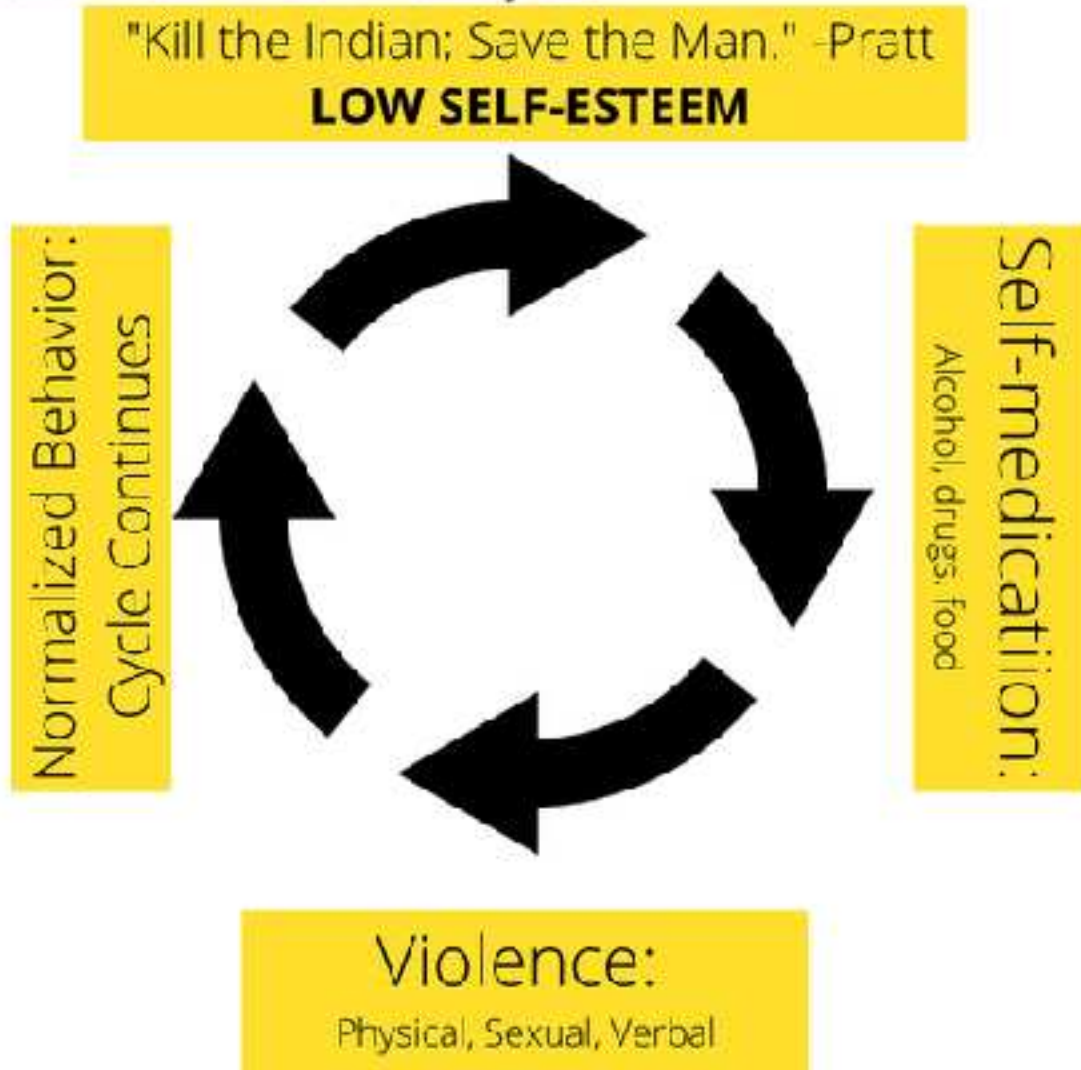 "Kill the Indian; Save the Man." -Pratt
LOW SELF-ESTEEM
Self-medicatiion:
Alcohol, drugs, food
Violence:
Physical, Sexual, Verbal
Normalized Behavior:
Cycle Continues